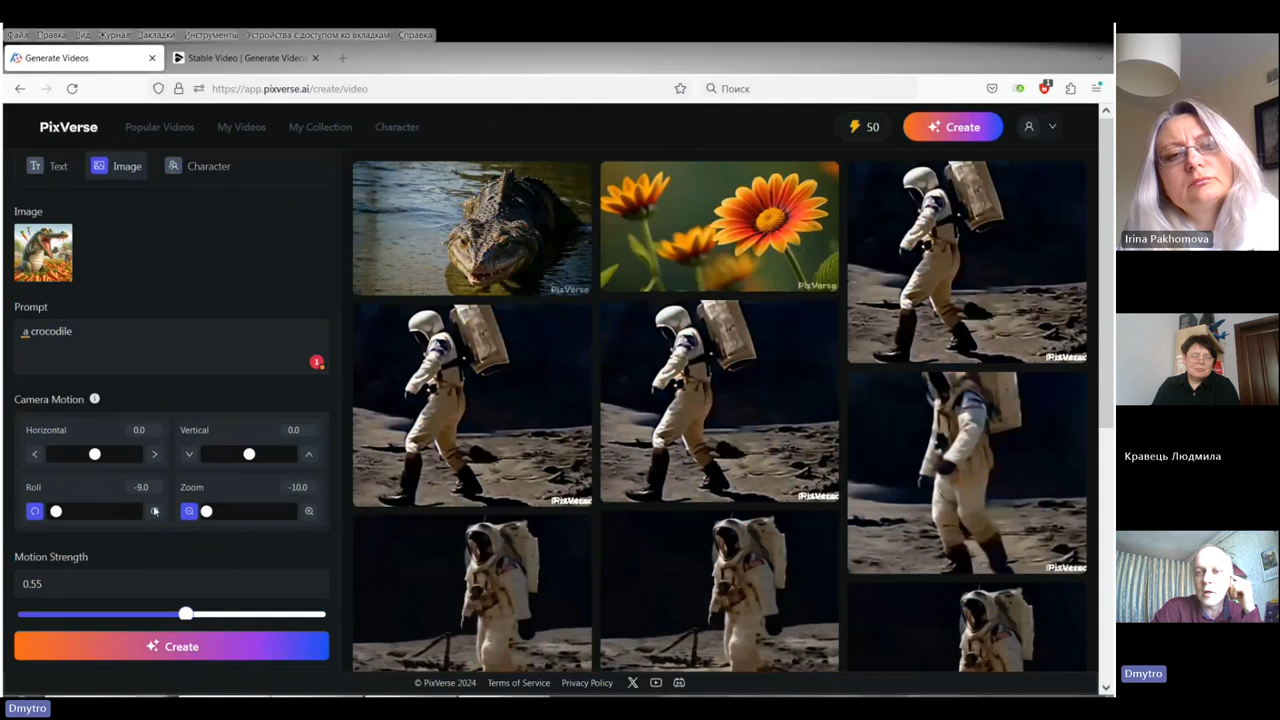 Файл Правка Вид Журнал Закладки Инструменты Устройства с доступом ко вкладкам Справка
Generate Videos
Stable Video | Generate Videos
https://app.pixverse.ai/create/video
Поиск
1
PixVerse
Popular Videos
My Videos
My Collection
Character
50
Create
Text
Image
Character
Image
Prompt
a crocodile
1
Camera Motion
Horizontal 0.0
Vertical 0.0
Roll -9.0
Zoom -10.0
Motion Strength
0.55
Create
PixVerse
PixVerse
PixVerse
PixVerse
PixVerse
PixVerse
© PixVerse 2024 Terms of Service Privacy Policy
Irina Pakhomova
Кравець Людмила
Dmytro
Dmytro